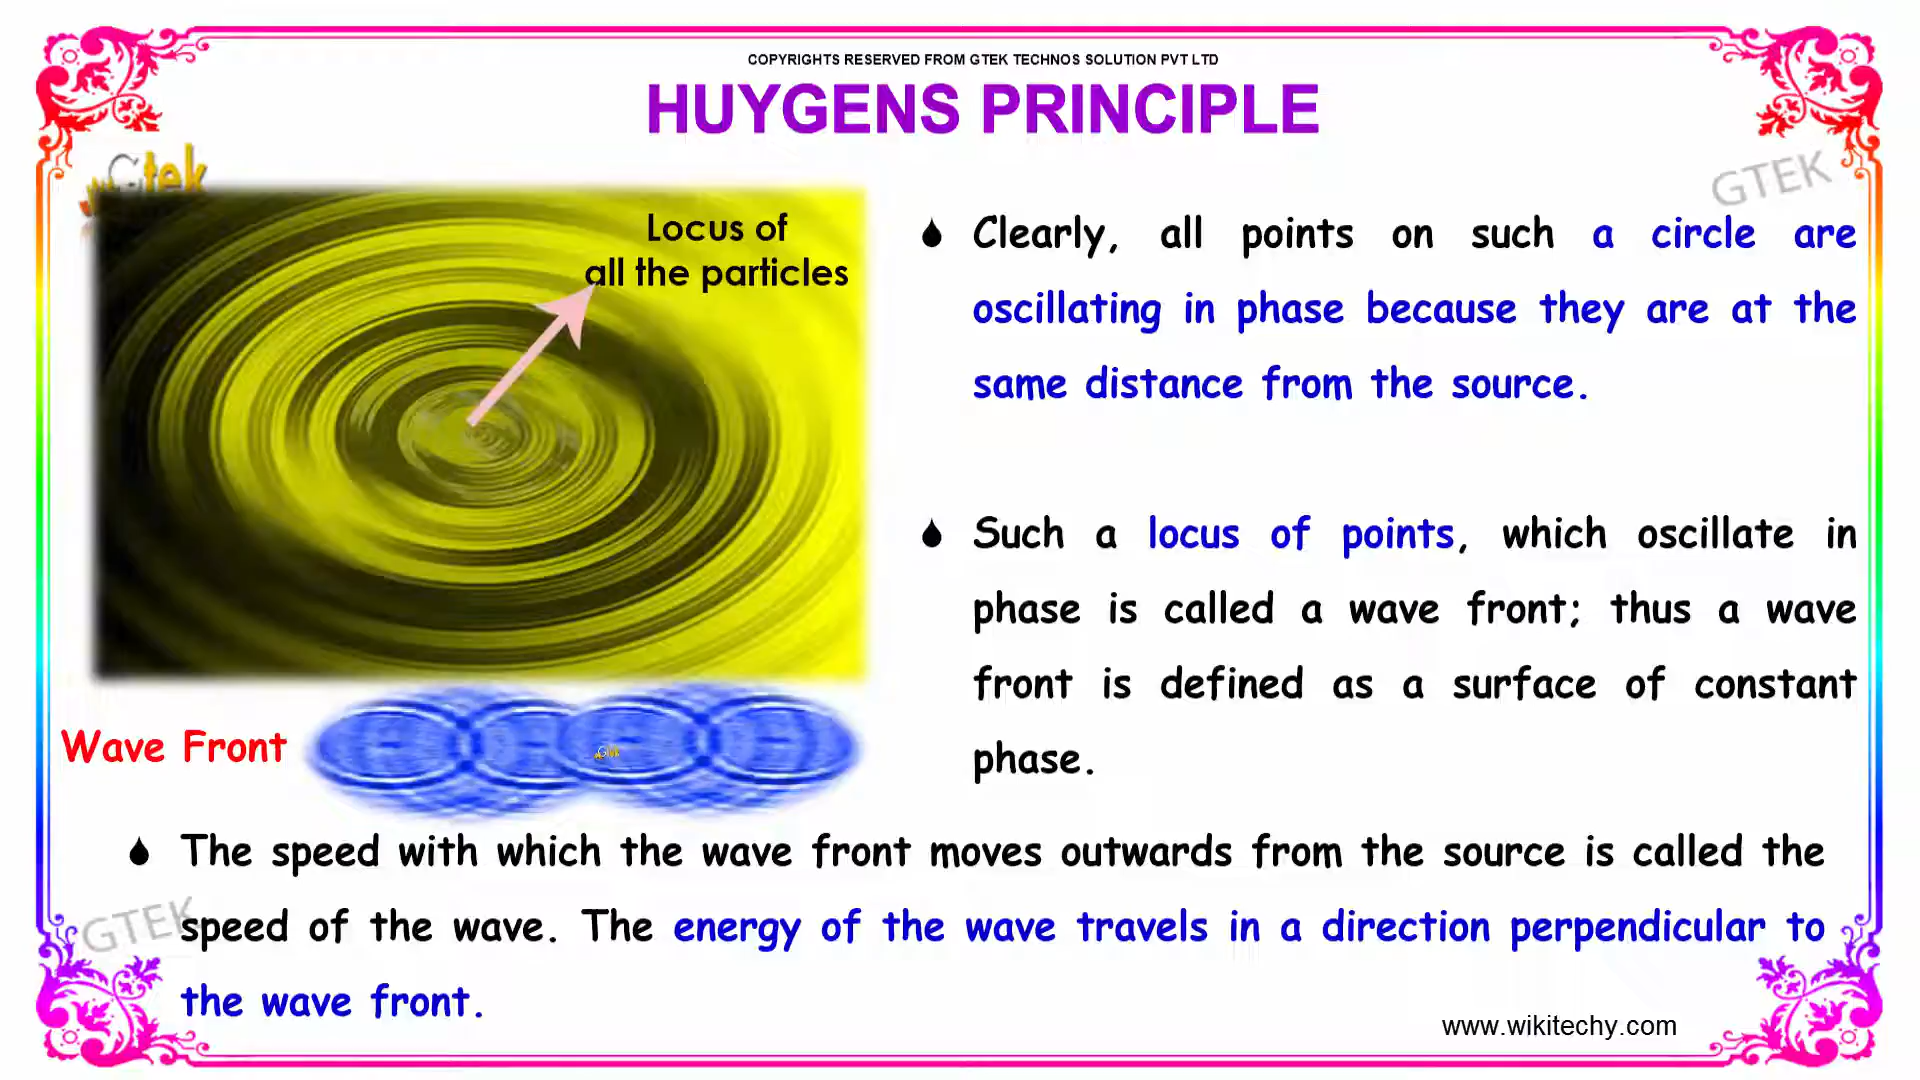 COPYRIGHTS RESERVED FROM GTEK TECHNOS SOLUTION PVT LTD
HUYGENS PRINCIPLE
Gtek
GTEK
Locus of
all the particles
Clearly, all points on such a circle are
oscillating in phase because they are at the
same distance from the source.
Such a locus of points, which oscillate in
phase is called a wave front; thus a wave
front is defined as a surface of constant
phase.
Wave Front
Gtek
The speed with which the wave front moves outwards from the source is called the
speed of the wave. The energy of the wave travels in a direction perpendicular to
the wave front.
GTEK
www.wikitechy.com